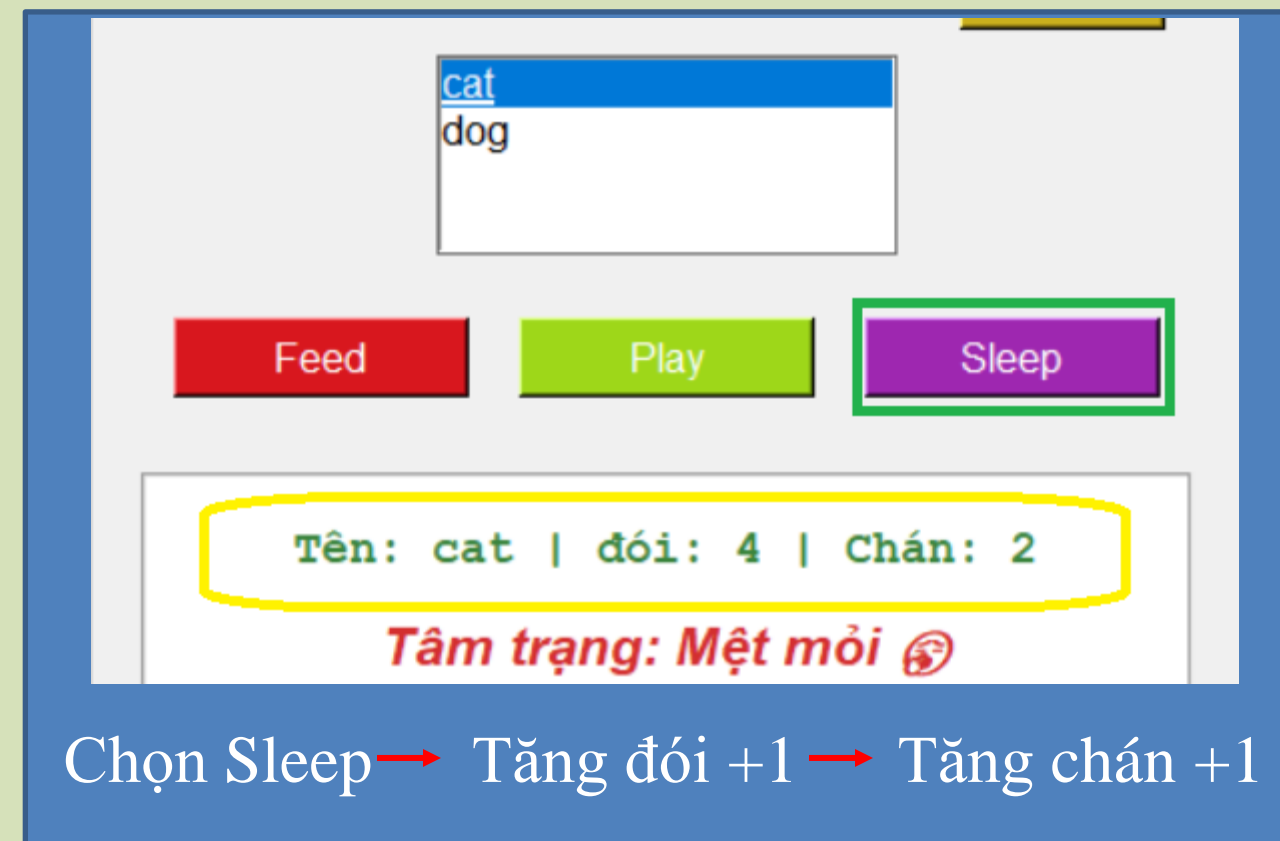 cat
dog
Feed Play Sleep
Tên: cat | đói: 4 | Chán: 2
Tâm trạng: Mệt mỏi 🥱
Chọn Sleep → Tăng đói +1 → Tăng chán +1